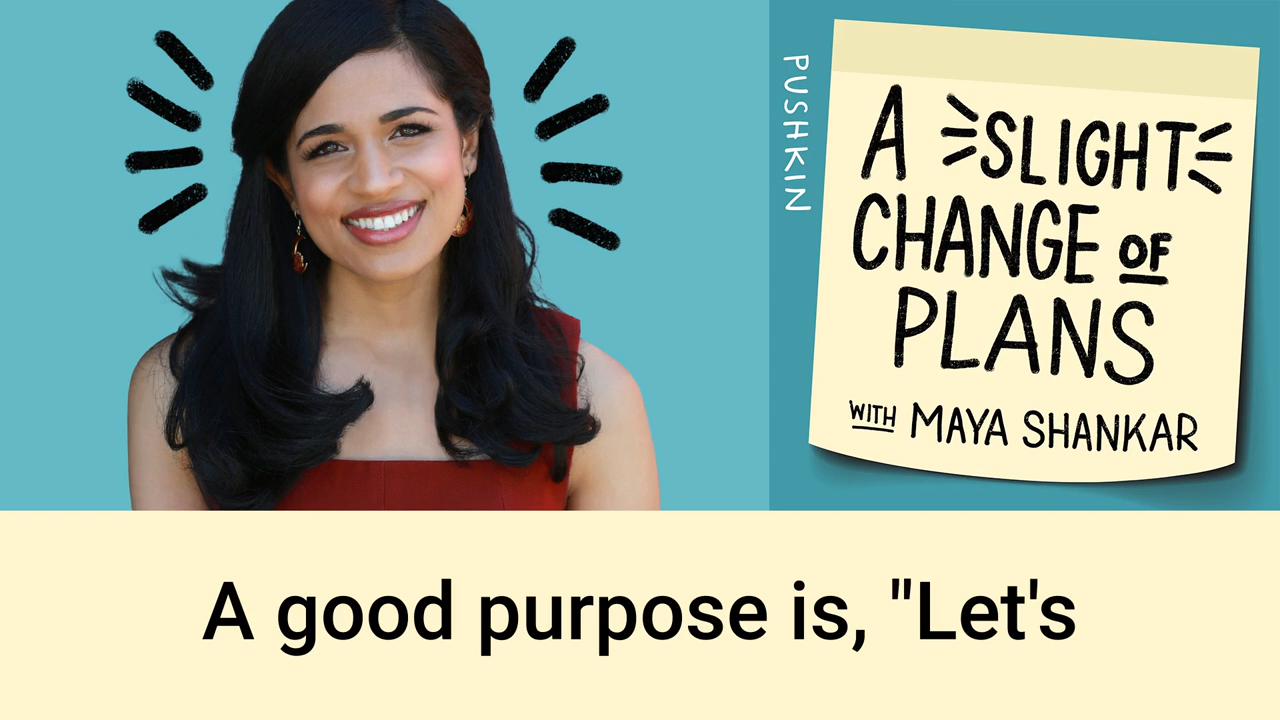 PUSHKIN
A SLIGHT
CHANGE OF
PLANS
WITH MAYA SHANKAR
A good purpose is, "Let's